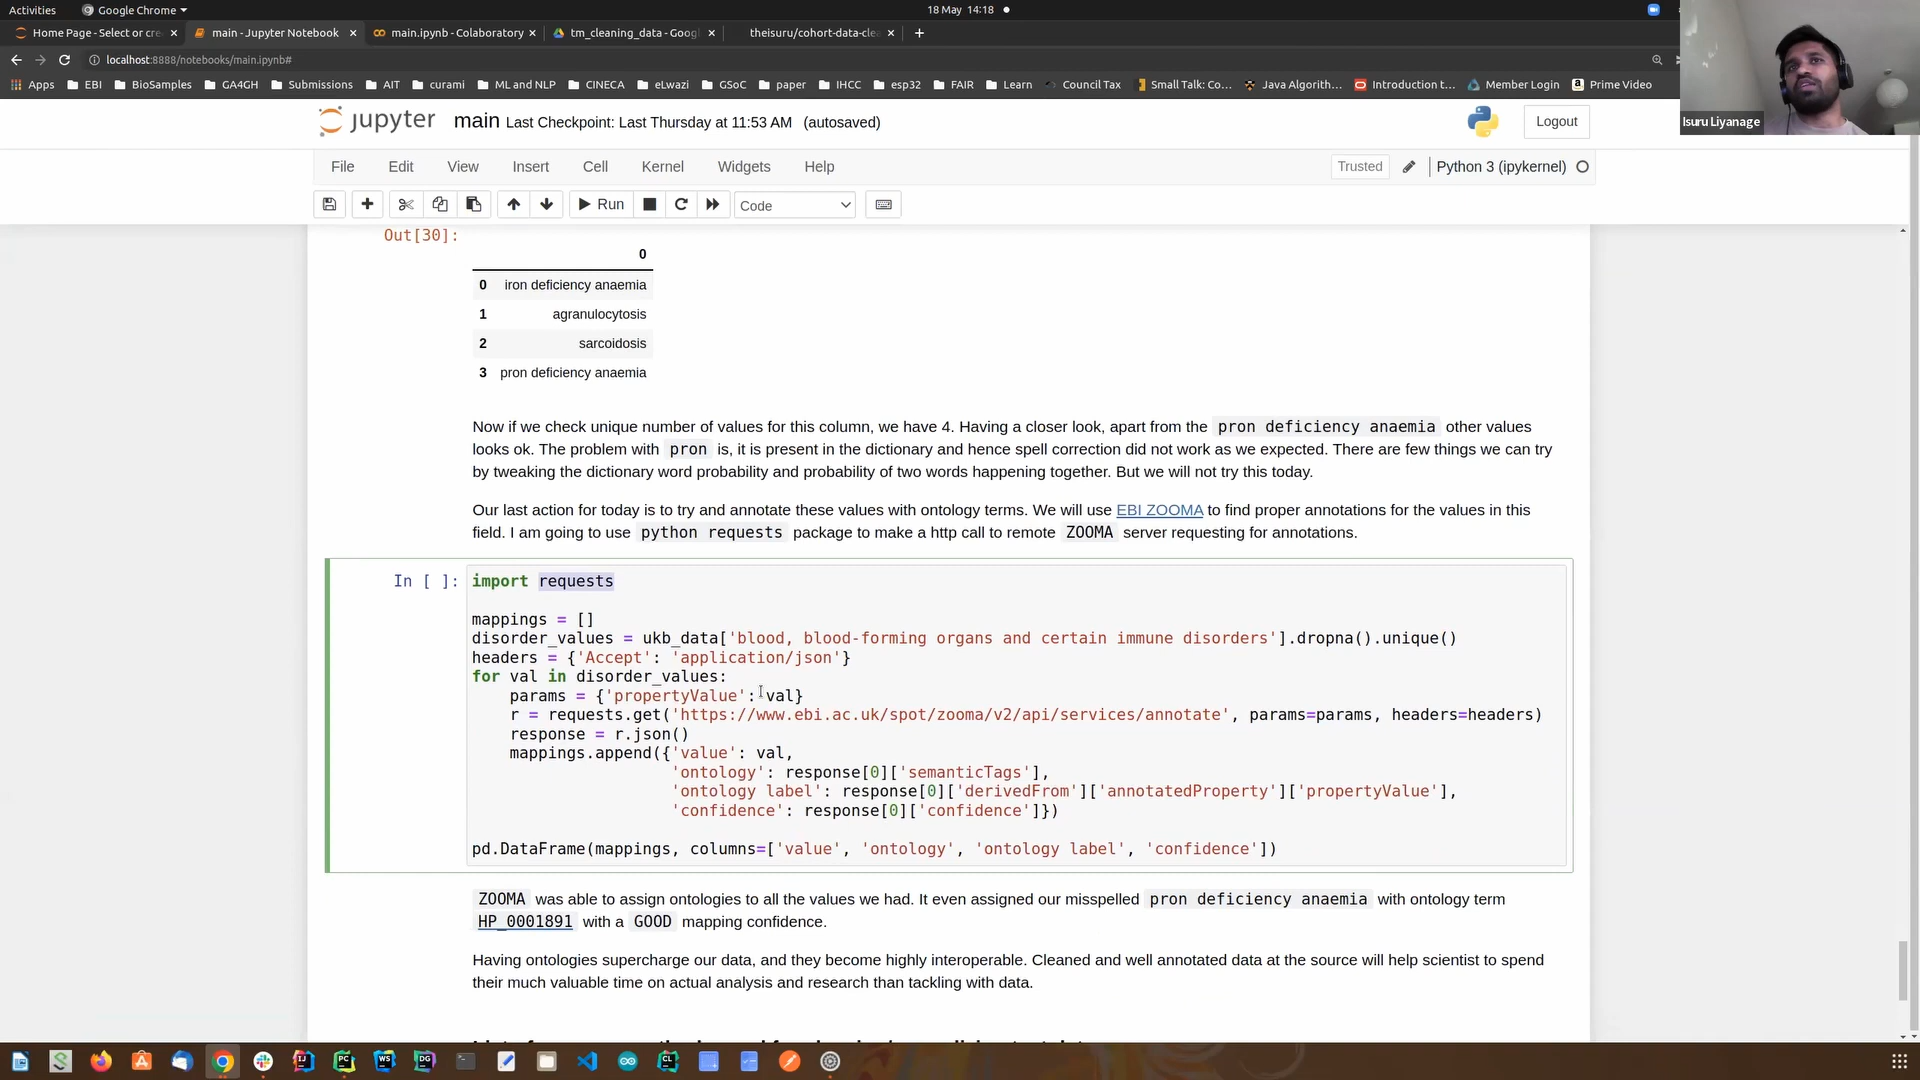 Activities
Google Chrome
18 May 14:18
Home Page - Select or cre
main - Jupyter Notebook
main.ipynb - Colaboratory
tm_cleaning_data - Goog
theisuru/cohort-data-clea
localhost:8888/notebooks/main.ipynb#
Apps
EBI
BioSamples
GA4GH
Submissions
AIT
curami
ML and NLP
CINECA
eLwazi
GSoC
paper
IHCC
esp32
FAIR
Learn
Council Tax
Small Talk: Co...
Java Algorith...
Introduction t...
Member Login
Prime Video
Isuru Liyanage
jupyter
main Last Checkpoint: Last Thursday at 11:53 AM (autosaved)
Logout
File Edit View Insert Cell Kernel Widgets Help
Trusted
Python 3 (ipykernel)
Run
Code
Out[30]:
0
0 iron deficiency anaemia
1 agranulocytosis
2 sarcoidosis
3 pron deficiency anaemia
Now if we check unique number of values for this column, we have 4. Having a closer look, apart from the pron deficiency anaemia other values
looks ok. The problem with pron is, it is present in the dictionary and hence spell correction did not work as we expected. There are few things we can try
by tweaking the dictionary word probability and probability of two words happening together. But we will not try this today.
Our last action for today is to try and annotate these values with ontology terms. We will use EBI ZOOMA to find proper annotations for the values in this
field. I am going to use python requests package to make a http call to remote ZOOMA server requesting for annotations.
In [ ]: import requests
mappings = []
disorder_values = ukb_data['blood, blood-forming organs and certain immune disorders'].dropna().unique()
headers = {'Accept': 'application/json'}
for val in disorder_values:
params = {'propertyValue': val}
r = requests.get('https://www.ebi.ac.uk/spot/zooma/v2/api/services/annotate', params=params, headers=headers)
response = r.json()
mappings.append({'value': val,
'ontology': response[0]['semanticTags'],
'ontology label': response[0]['derivedFrom']['annotatedProperty']['propertyValue'],
'confidence': response[0]['confidence']})
pd.DataFrame(mappings, columns=['value', 'ontology', 'ontology label', 'confidence'])
ZOOMA was able to assign ontologies to all the values we had. It even assigned our misspelled pron deficiency anaemia with ontology term
HP_0001891 with a GOOD mapping confidence.
Having ontologies supercharge our data, and they become highly interoperable. Cleaned and well annotated data at the source will help scientist to spend
their much valuable time on actual analysis and research than tackling with data.